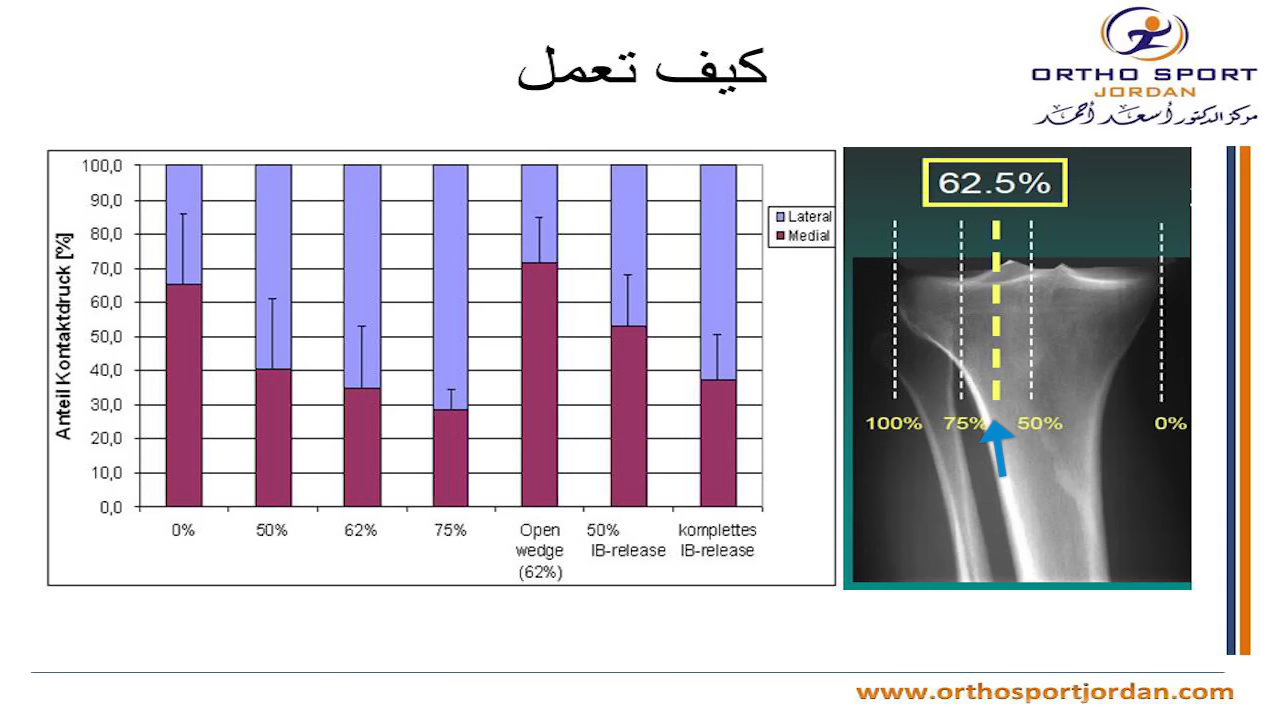 كيف تعمل
ORTHO SPORT
JORDAN
مركز الدكتور أسعد أحمد
Anteil Kontaktdruck [%]
100,0
90,0
80,0
70,0
60,0
50,0
40,0
30,0
20,0
10,0
0,0
0%
50%
62%
75%
Open
wedge
(62%)
50%
IB-release
komplettes
IB-release
Lateral
Medial
62.5%
100%
75%
50%
0%
www.orthosportjordan.com